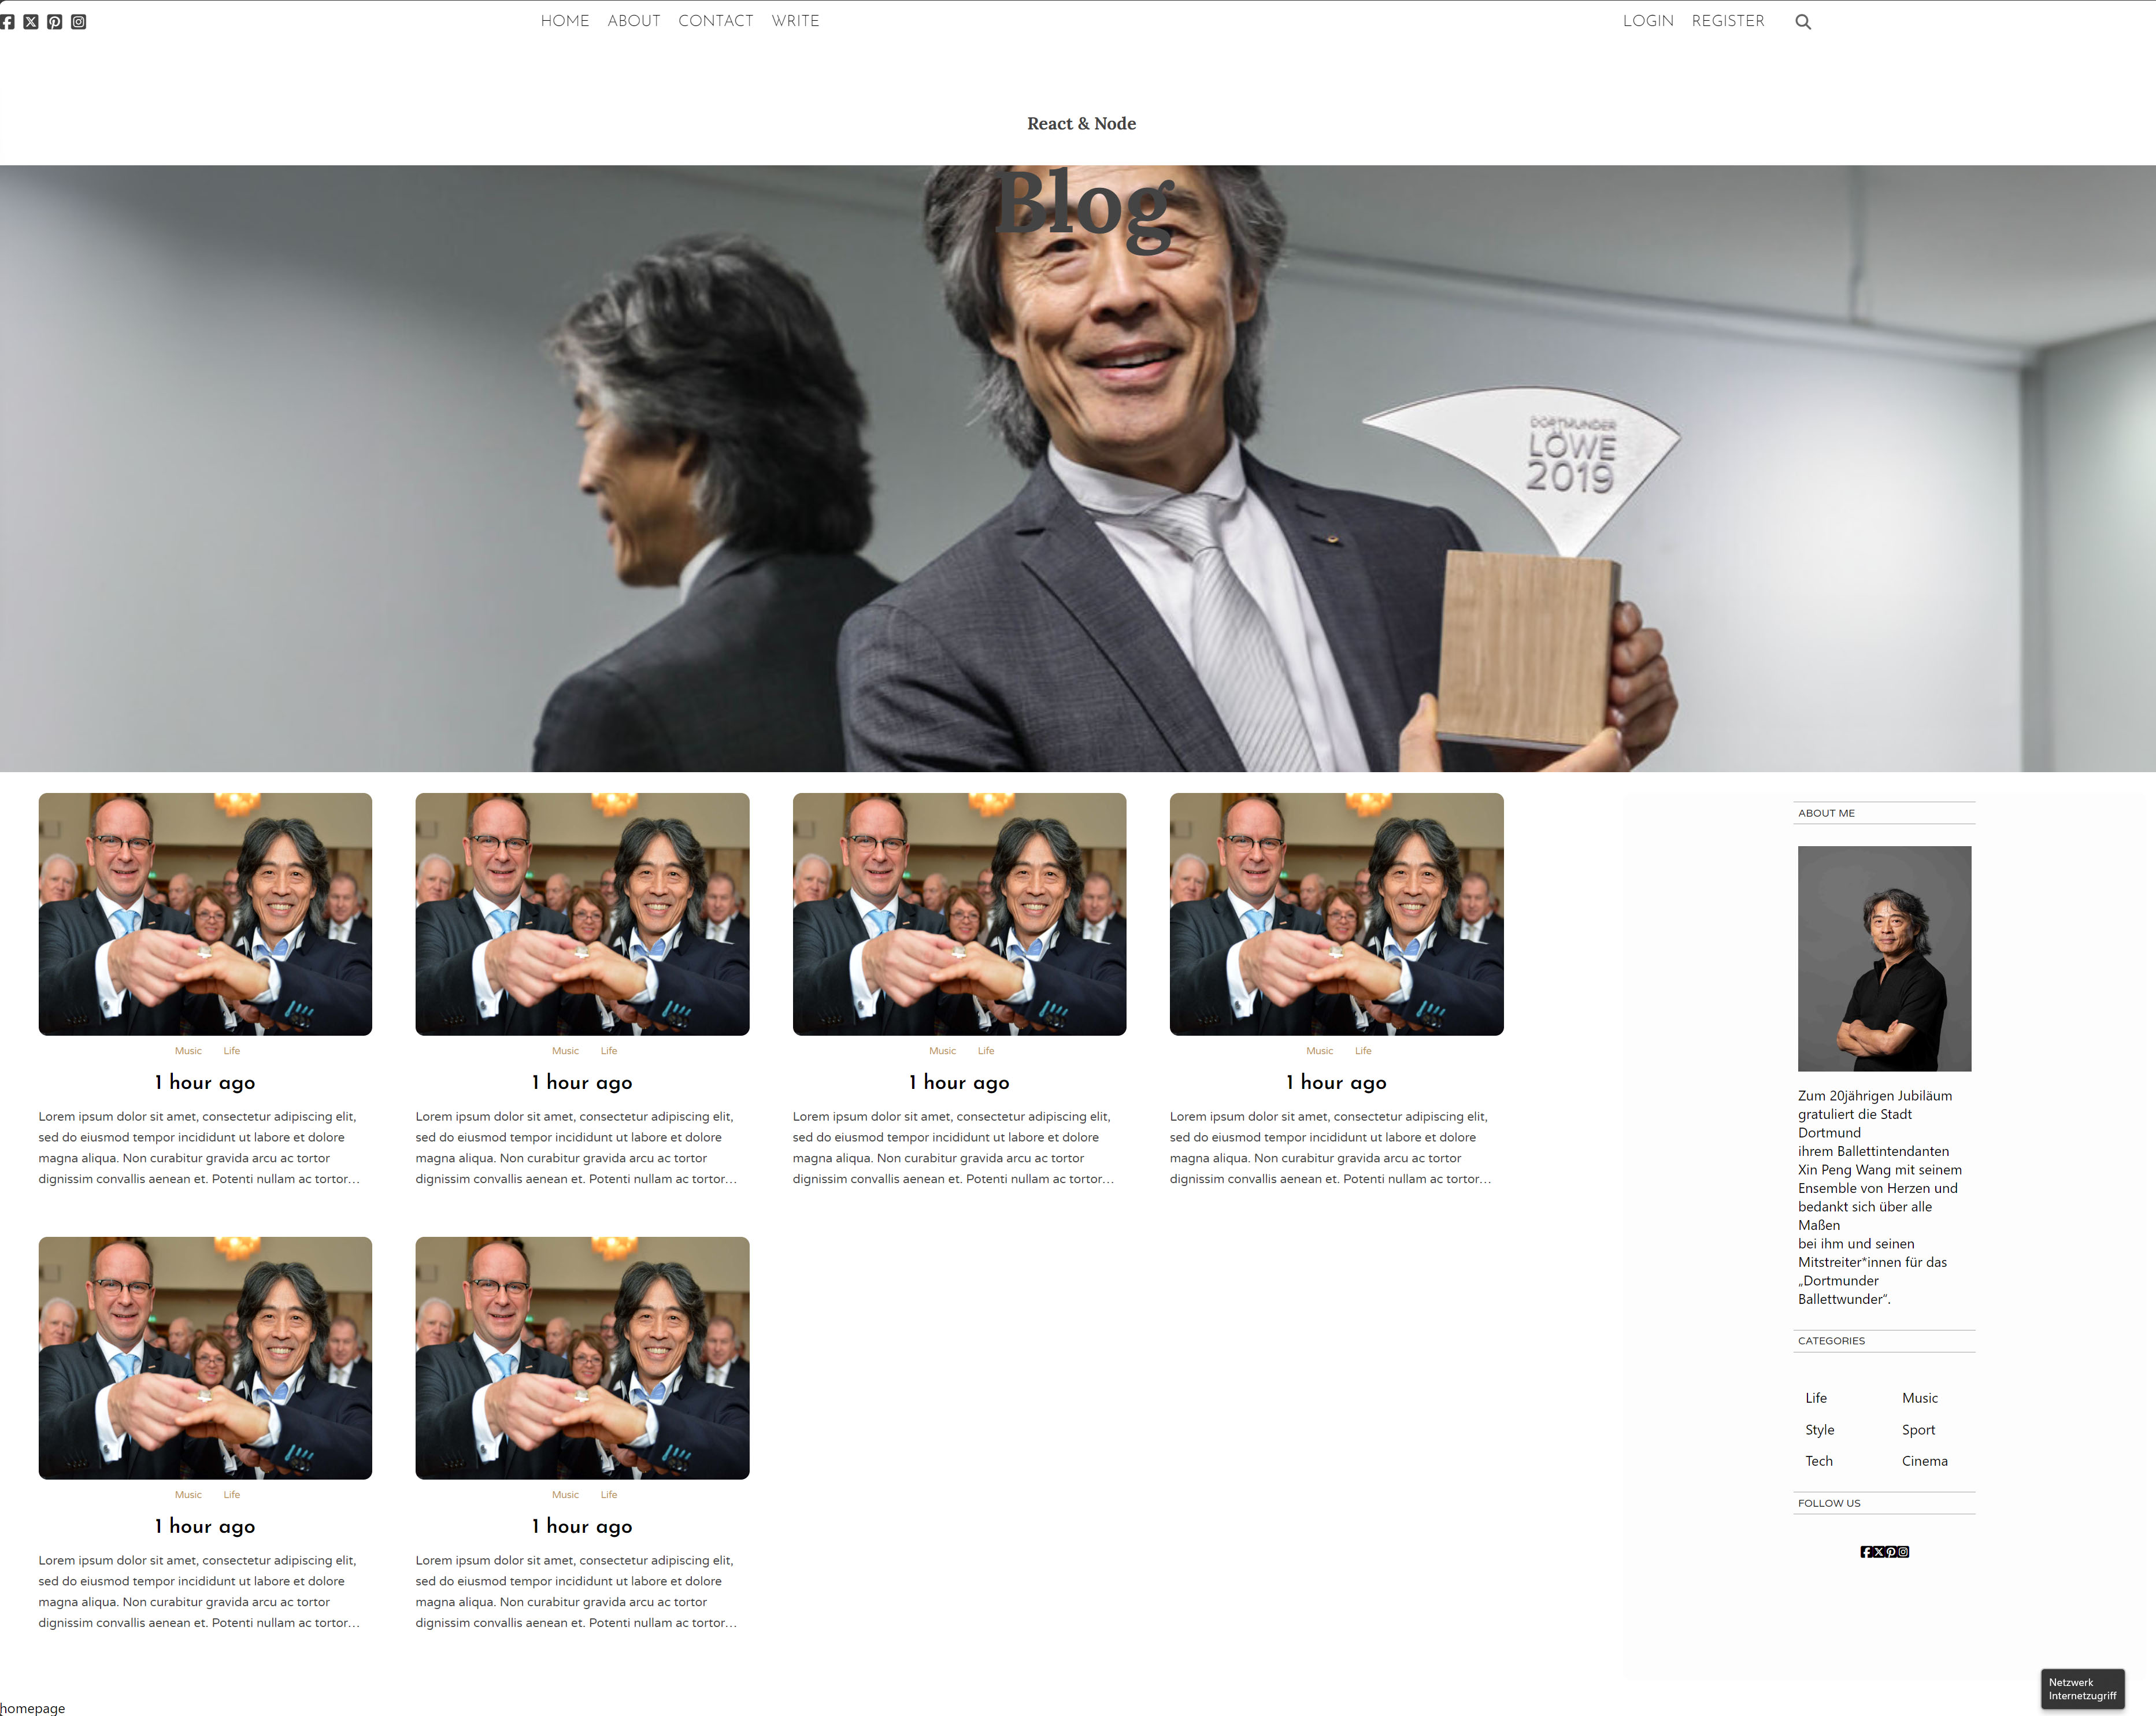 HOME ABOUT CONTACT WRITE LOGIN REGISTER
React & Node
Blog
DORTMUNDER
LÖWE
2019
Music Life
1 hour ago
Lorem ipsum dolor sit amet, consectetur adipiscing elit,
sed do eiusmod tempor incididunt ut labore et dolore
magna aliqua. Non curabitur gravida arcu ac tortor
dignissim convallis aenean et. Potenti nullam ac tortor…
Music Life
1 hour ago
Lorem ipsum dolor sit amet, consectetur adipiscing elit,
sed do eiusmod tempor incididunt ut labore et dolore
magna aliqua. Non curabitur gravida arcu ac tortor
dignissim convallis aenean et. Potenti nullam ac tortor…
Music Life
1 hour ago
Lorem ipsum dolor sit amet, consectetur adipiscing elit,
sed do eiusmod tempor incididunt ut labore et dolore
magna aliqua. Non curabitur gravida arcu ac tortor
dignissim convallis aenean et. Potenti nullam ac tortor…
Music Life
1 hour ago
Lorem ipsum dolor sit amet, consectetur adipiscing elit,
sed do eiusmod tempor incididunt ut labore et dolore
magna aliqua. Non curabitur gravida arcu ac tortor
dignissim convallis aenean et. Potenti nullam ac tortor…
Music Life
1 hour ago
Lorem ipsum dolor sit amet, consectetur adipiscing elit,
sed do eiusmod tempor incididunt ut labore et dolore
magna aliqua. Non curabitur gravida arcu ac tortor
dignissim convallis aenean et. Potenti nullam ac tortor…
Music Life
1 hour ago
Lorem ipsum dolor sit amet, consectetur adipiscing elit,
sed do eiusmod tempor incididunt ut labore et dolore
magna aliqua. Non curabitur gravida arcu ac tortor
dignissim convallis aenean et. Potenti nullam ac tortor…
ABOUT ME
Zum 20jährigen Jubiläum
gratuliert die Stadt
Dortmund
ihrem Ballettintendanten
Xin Peng Wang mit seinem
Ensemble von Herzen und
bedankt sich über alle
Maßen
bei ihm und seinen
Mitstreiter*innen für das
„Dortmunder
Ballettwunder“.
CATEGORIES
Life Music
Style Sport
Tech Cinema
FOLLOW US
Netzwerk
Internetzugriff
homepage